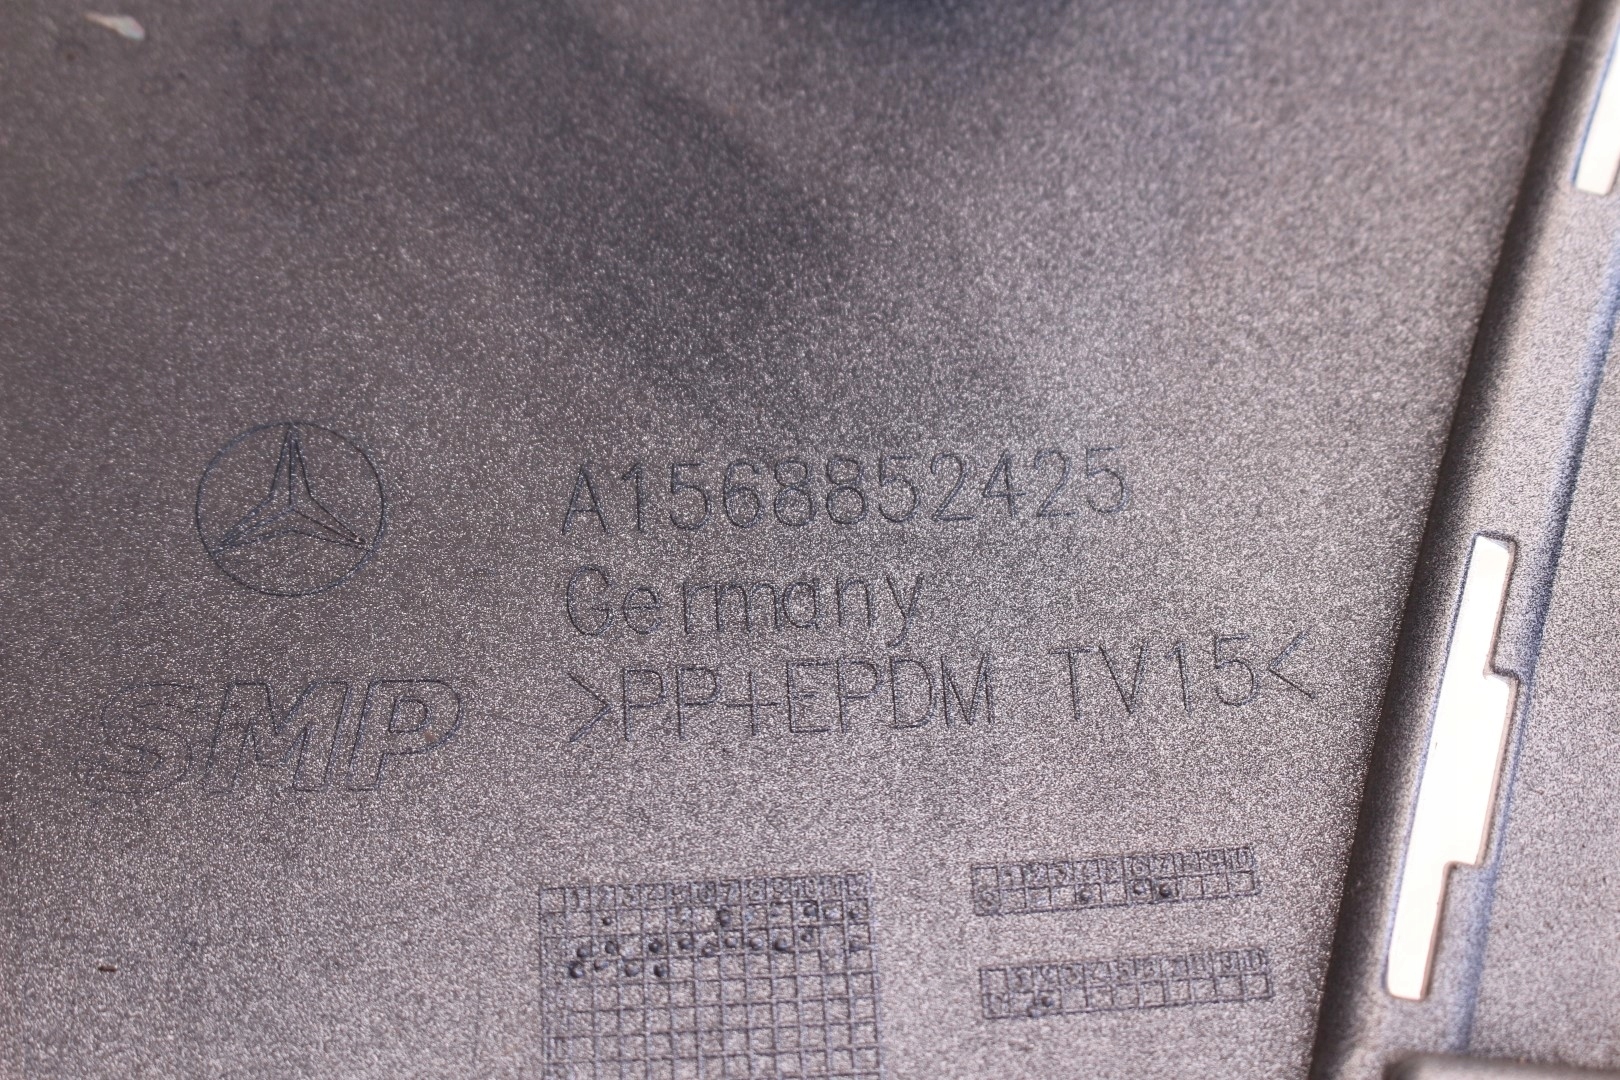 A1568852425
Germany
SMP
>PP+EPDM TV15<